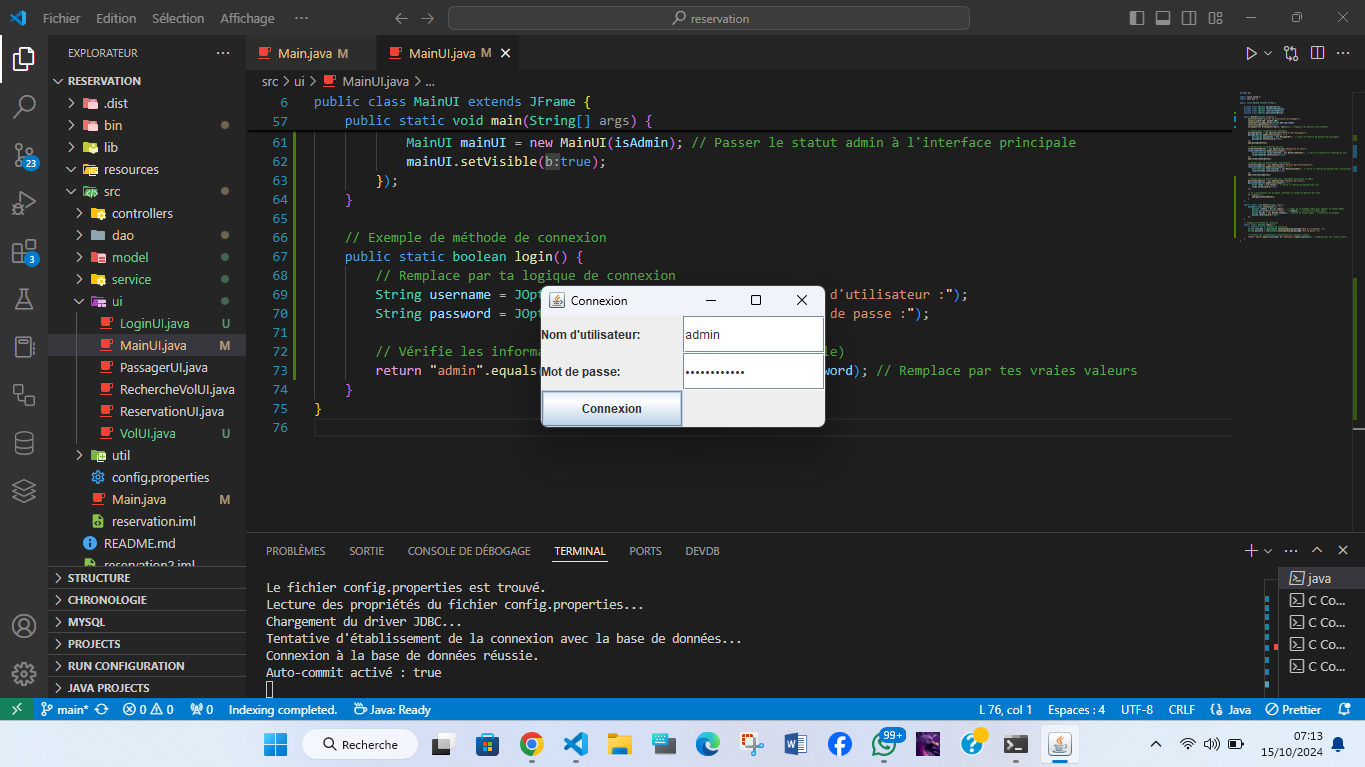 Fichier Edition Sélection Affichage ··· reservation
EXPLORATEUR ··· Main.java M MainUI.java M
RESERVATION
.dist
bin
lib
resources
src
controllers
dao
model
service
ui
LoginUI.java U
MainUI.java M
PassagerUI.java
RechercheVolUI.java
ReservationUI.java
VolUI.java U
util
config.properties
Main.java M
reservation.iml
README.md
reservation2.iml
STRUCTURE
CHRONOLOGIE
MYSQL
PROJECTS
RUN CONFIGURATION
JAVA PROJECTS
23
3
src > ui > MainUI.java > ...
6 public class MainUI extends JFrame {
57 public static void main(String[] args) {
61 MainUI mainUI = new MainUI(isAdmin); // Passer le statut admin à l'interface principale
62 mainUI.setVisible(b:true);
63 });
64 }
65
66 // Exemple de méthode de connexion
67 public static boolean login() {
68 // Remplace par ta logique de connexion
69 String username = JOpt d'utilisateur :");
70 String password = JOpt de passe :");
71
72 // Vérifie les informa le)
73 return "admin".equals word); // Remplace par tes vraies valeurs
74 }
75 }
76
Connexion
Nom d'utilisateur: admin
Mot de passe: ••••••••••••
Connexion
PROBLÈMES SORTIE CONSOLE DE DÉBOGAGE TERMINAL PORTS DEVDB
Le fichier config.properties est trouvé.
Lecture des propriétés du fichier config.properties...
Chargement du driver JDBC...
Tentative d'établissement de la connexion avec la base de données...
Connexion à la base de données réussie.
Auto-commit activé : true
java
C Co...
C Co...
C Co...
C Co...
main* 0 0 0 Indexing completed. Java: Ready L 76, col 1 Espaces : 4 UTF-8 CRLF Java Prettier
Recherche 99+ 07:13
15/10/2024